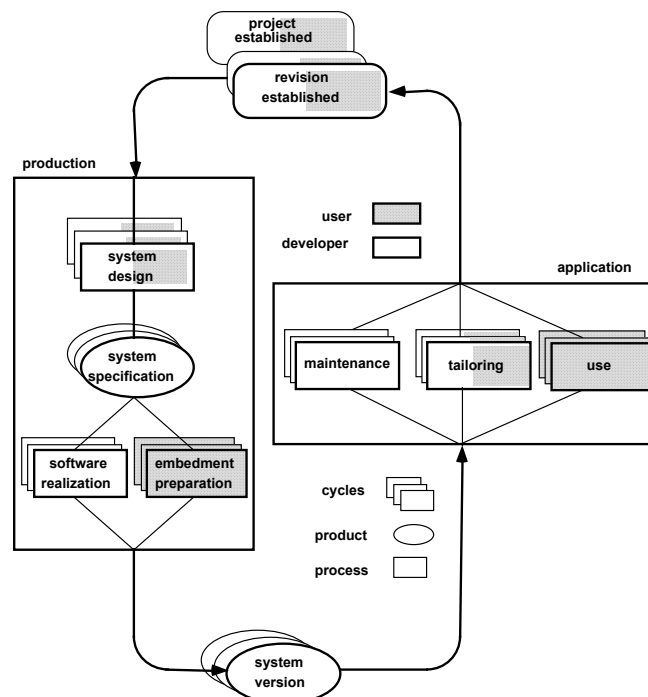 project
established
revision
established
production
user
developer
application
system
design
system
specification
maintenance
tailoring
use
software
realization
embedment
preparation
cycles
product
process
system
version